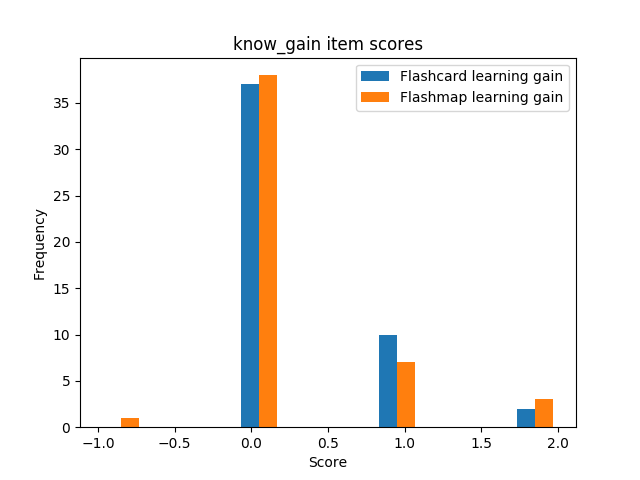 know_gain item scores
Flashcard learning gain
Flashmap learning gain
Frequency
35
30
25
20
15
10
5
0
−1.0 −0.5 0.0 0.5 1.0 1.5 2.0
Score